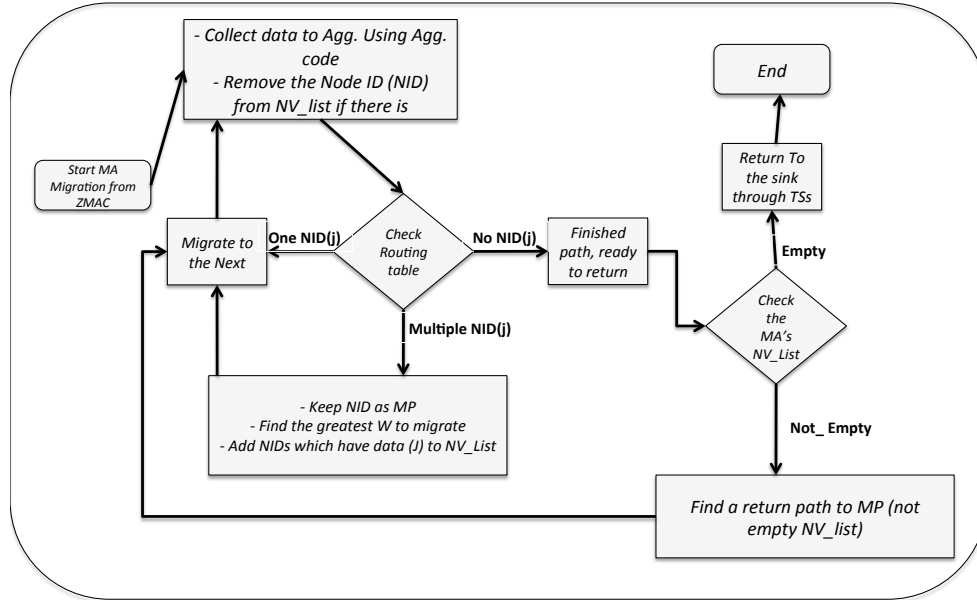 - Collect data to Agg. Using Agg.
code
- Remove the Node ID (NID)
from NV_list if there is
End
Start MA
Migration from
ZMAC
Return To
the sink
through TSs
Migrate to
the Next
One NID(j)
Check
Routing
table
No NID(j)
Finished
path, ready
to return
Empty
Check
the
MA's
NV_List
Multiple NID(j)
- Keep NID as MP
- Find the greatest W to migrate
- Add NIDs which have data (J) to NV_List
Not_ Empty
Find a return path to MP (not
empty NV_list)